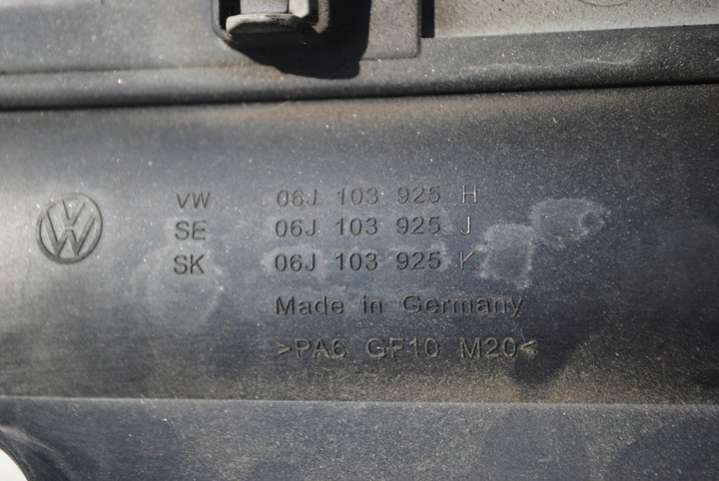 VW 06J 103 925 H
SE 06J 103 925 J
SK 06J 103 925 K
Made in Germany
>PA6 GF10 M20<